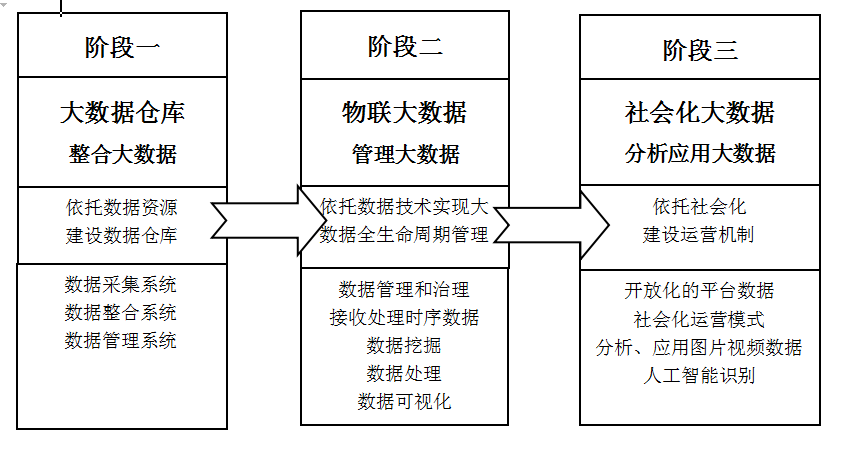 阶段一
大数据仓库
整合大数据
依托数据资源
建设数据仓库
数据采集系统
数据整合系统
数据管理系统
阶段二
物联大数据
管理大数据
依托数据技术实现大
数据全生命周期管理
数据管理和治理
接收处理时序数据
数据挖掘
数据处理
数据可视化
阶段三
社会化大数据
分析应用大数据
依托社会化
建设运营机制
开放化的平台数据
社会化运营模式
分析、应用图片视频数据
人工智能识别